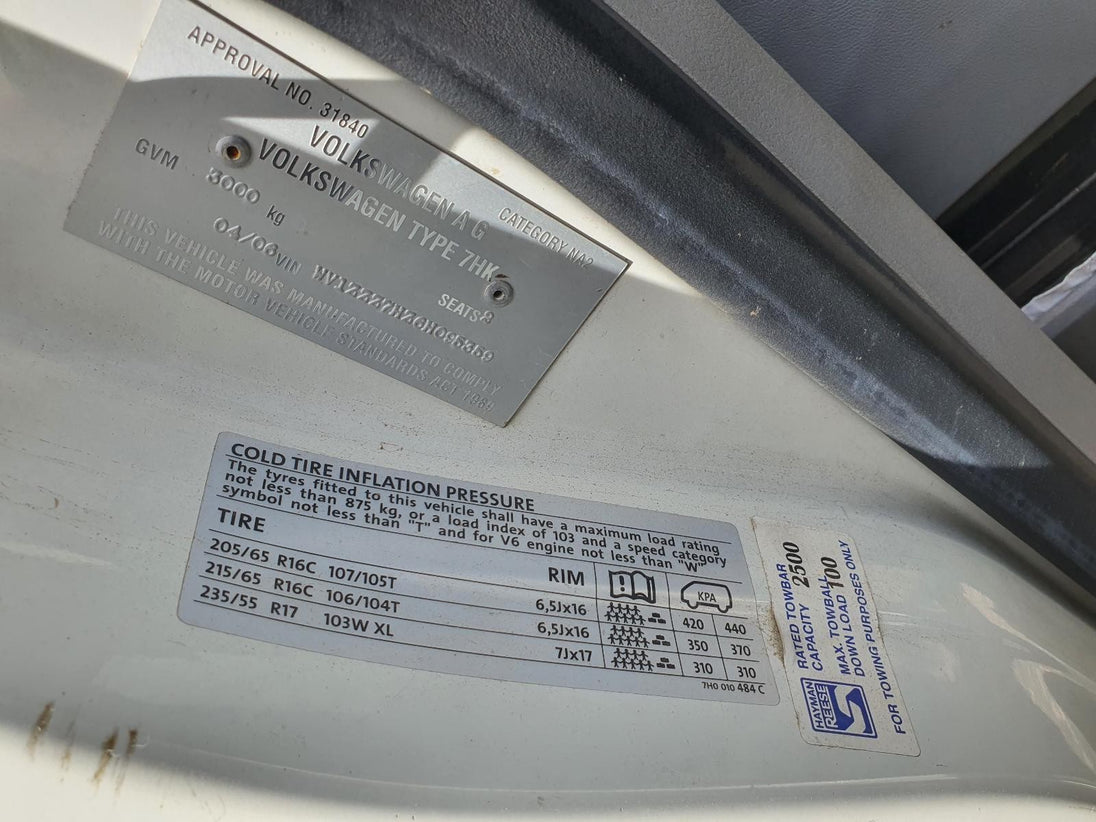 APPROVAL NO. 31840
VOLKSWAGEN A G
CATEGORY NA2
VOLKSWAGEN TYPE 7HK
GVM 3000 kg
SEATS 2
04/06 VIN WV1ZZZ7HZ6H095359
THIS VEHICLE WAS MANUFACTURED TO COMPLY
WITH THE MOTOR VEHICLE STANDARDS ACT 1989
COLD TIRE INFLATION PRESSURE
The tyres fitted to this vehicle shall have a maximum load rating
not less than 875 kg, or a load index of 103 and a speed category
symbol not less than "T" and for V6 engine not less than "W"
TIRE RIM KPA
205/65 R16C 107/105T 6,5Jx16 420 440
215/65 R16C 106/104T 6,5Jx16 350 370
235/55 R17 103W XL 7Jx17 310 310
7H0 010 484 C
RATED TOWBAR
CAPACITY 2500
MAX. TOWBALL
DOWN LOAD 100
FOR TOWING PURPOSES ONLY
HAYMAN
REESE